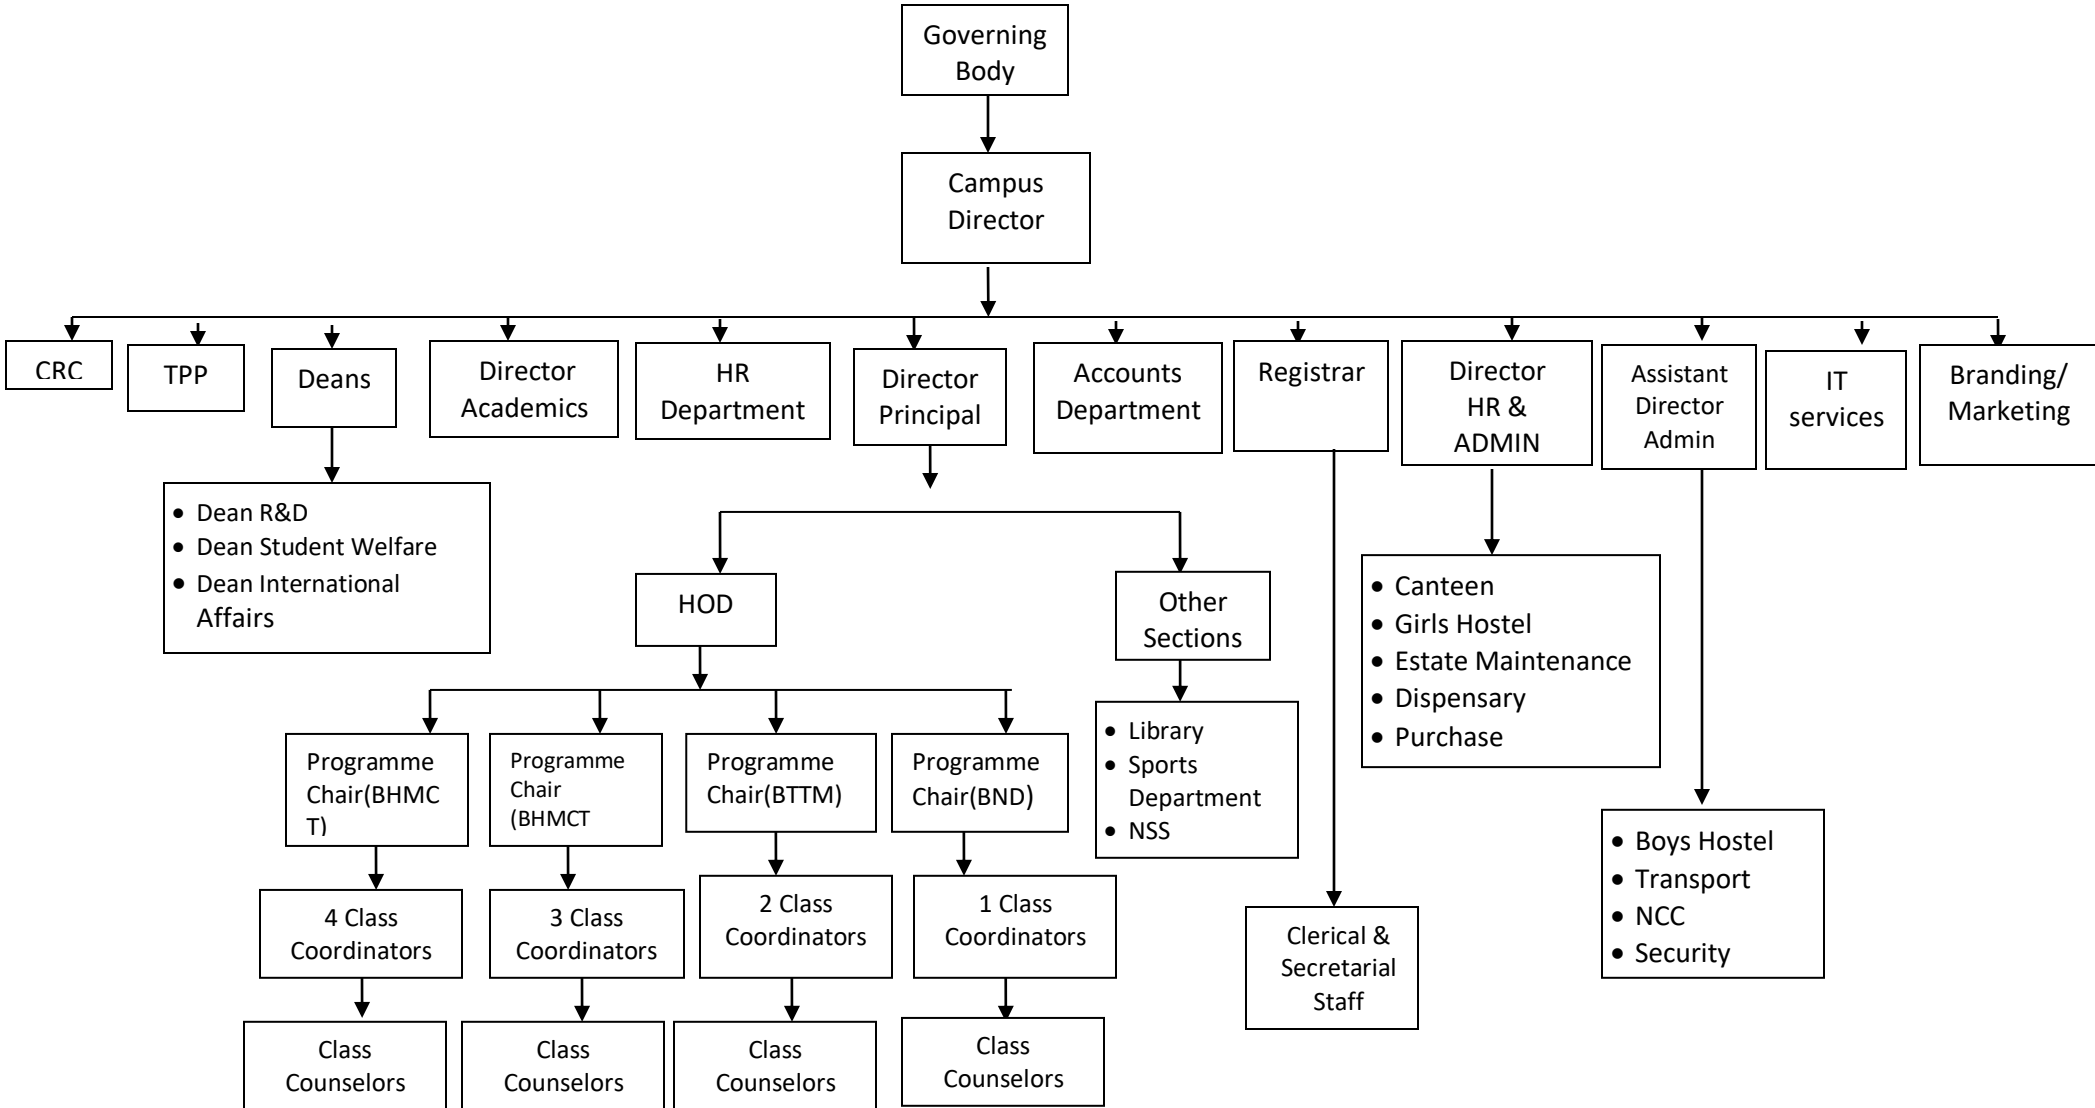 Governing
Body
Campus
Director
CRC
TPP
Deans
Director
Academics
HR
Department
Director
Principal
Accounts
Department
Registrar
Director
HR &
ADMIN
Assistant
Director
Admin
IT
services
Branding/
Marketing
• Dean R&D
• Dean Student Welfare
• Dean International
Affairs
HOD
Other
Sections
• Canteen
• Girls Hostel
• Estate Maintenance
• Dispensary
• Purchase
Programme
Chair(BHMC
T)
Programme
Chair
(BHMCT
Programme
Chair(BTTM)
Programme
Chair(BND)
• Library
• Sports
Department
• NSS
• Boys Hostel
• Transport
• NCC
• Security
4 Class
Coordinators
3 Class
Coordinators
2 Class
Coordinators
1 Class
Coordinators
Clerical &
Secretarial
Staff
Class
Counselors
Class
Counselors
Class
Counselors
Class
Counselors